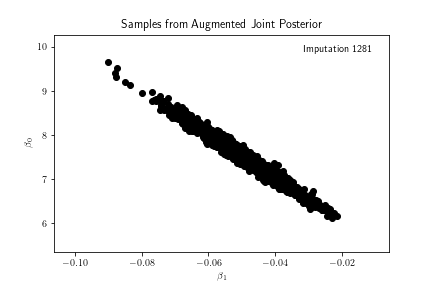 Samples from Augmented Joint Posterior
Imputation 1281
10
9
8
7
6
β₀
−0.10
−0.08
−0.06
−0.04
−0.02
β₁